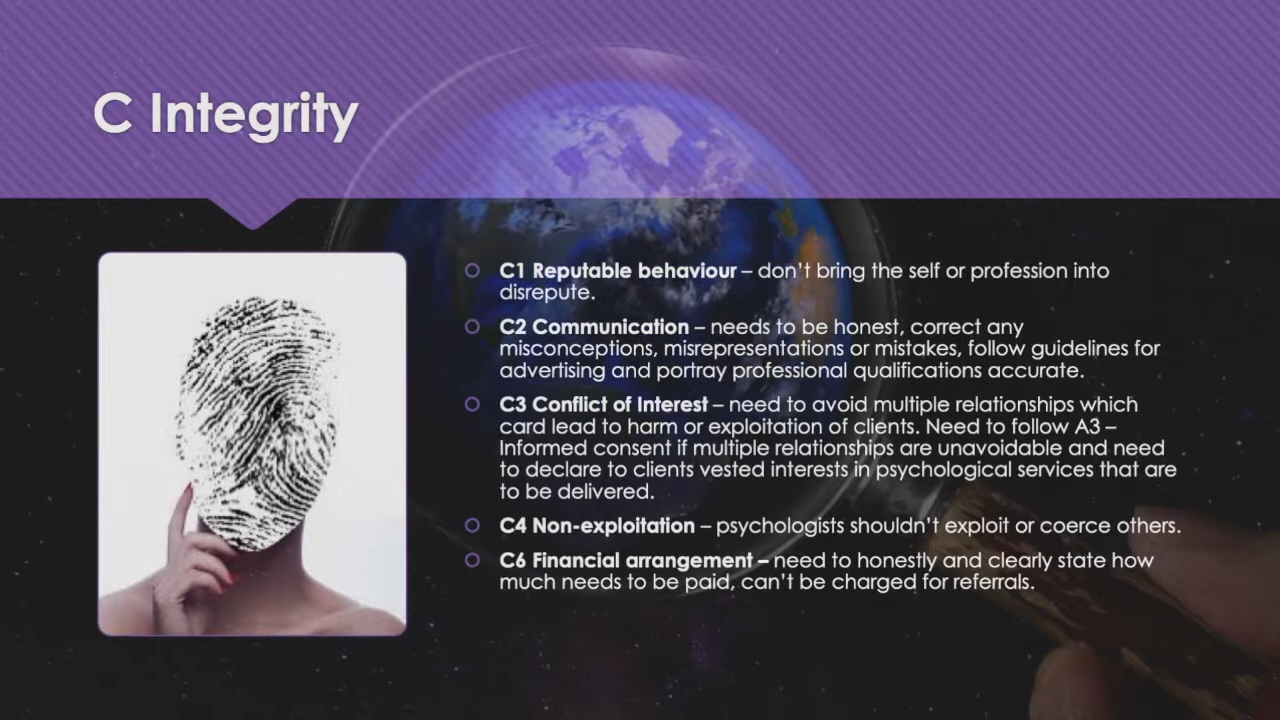 C Integrity
C1 Reputable behaviour – don't bring the self or profession into
disrepute.
C2 Communication – needs to be honest, correct any
misconceptions, misrepresentations or mistakes, follow guidelines for
advertising and portray professional qualifications accurate.
C3 Conflict of Interest – need to avoid multiple relationships which
card lead to harm or exploitation of clients. Need to follow A3 –
Informed consent if multiple relationships are unavoidable and need
to declare to clients vested interests in psychological services that are
to be delivered.
C4 Non-exploitation – psychologists shouldn't exploit or coerce others.
C6 Financial arrangement – need to honestly and clearly state how
much needs to be paid, can't be charged for referrals.